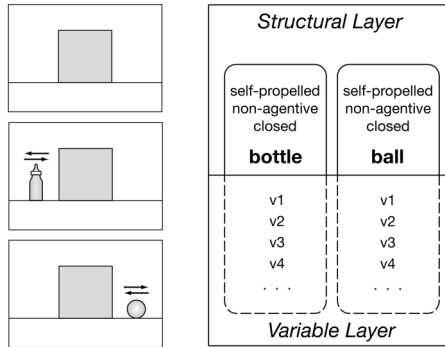 Structural Layer
self-propelled
non-agentive
closed
bottle
self-propelled
non-agentive
closed
ball
v1
v2
v3
v4
. . .
v1
v2
v3
v4
. . .
Variable Layer